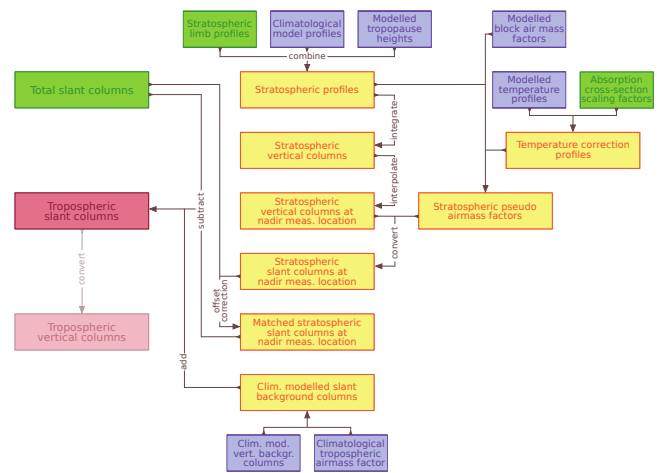 Stratospheric
limb profiles
Climatological
model profiles
Modelled
tropopause
heights
Modelled
block air mass
factors
combine
Total slant columns
Stratospheric profiles
Modelled
temperature
profiles
Absorption
cross-section
scaling factors
integrate
Stratospheric
vertical columns
Temperature correction
profiles
interpolate
Tropospheric
slant columns
subtract
Stratospheric
vertical columns at
nadir meas. location
Stratospheric pseudo
airmass factors
convert
convert
Stratospheric
slant columns at
nadir meas. location
offset
correction
Tropospheric
vertical columns
Matched stratospheric
slant columns at
nadir meas. location
add
Clim. modelled slant
background columns
Clim. mod.
vert. backgr.
columns
Climatological
tropospheric
airmass factor